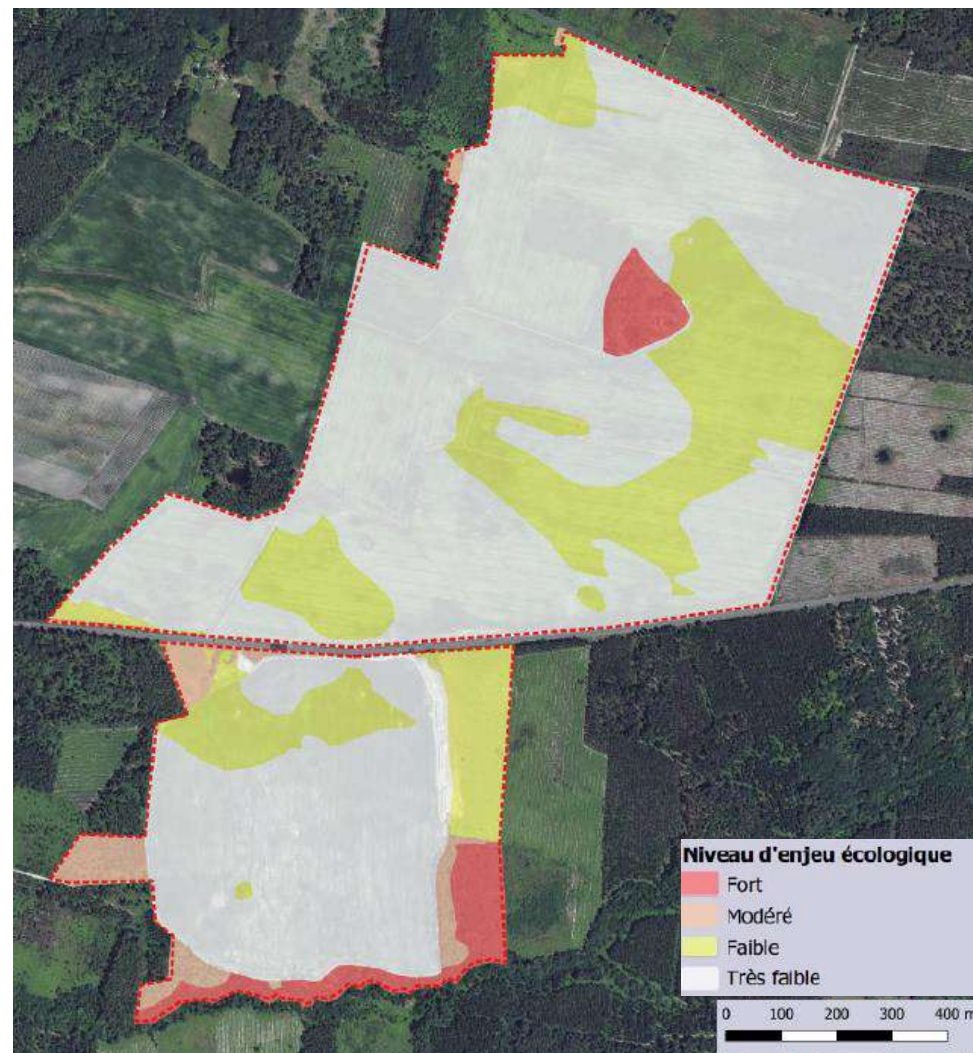 Niveau d'enjeu écologique
Fort
Modéré
Faible
Très faible
0 100 200 300 400 m